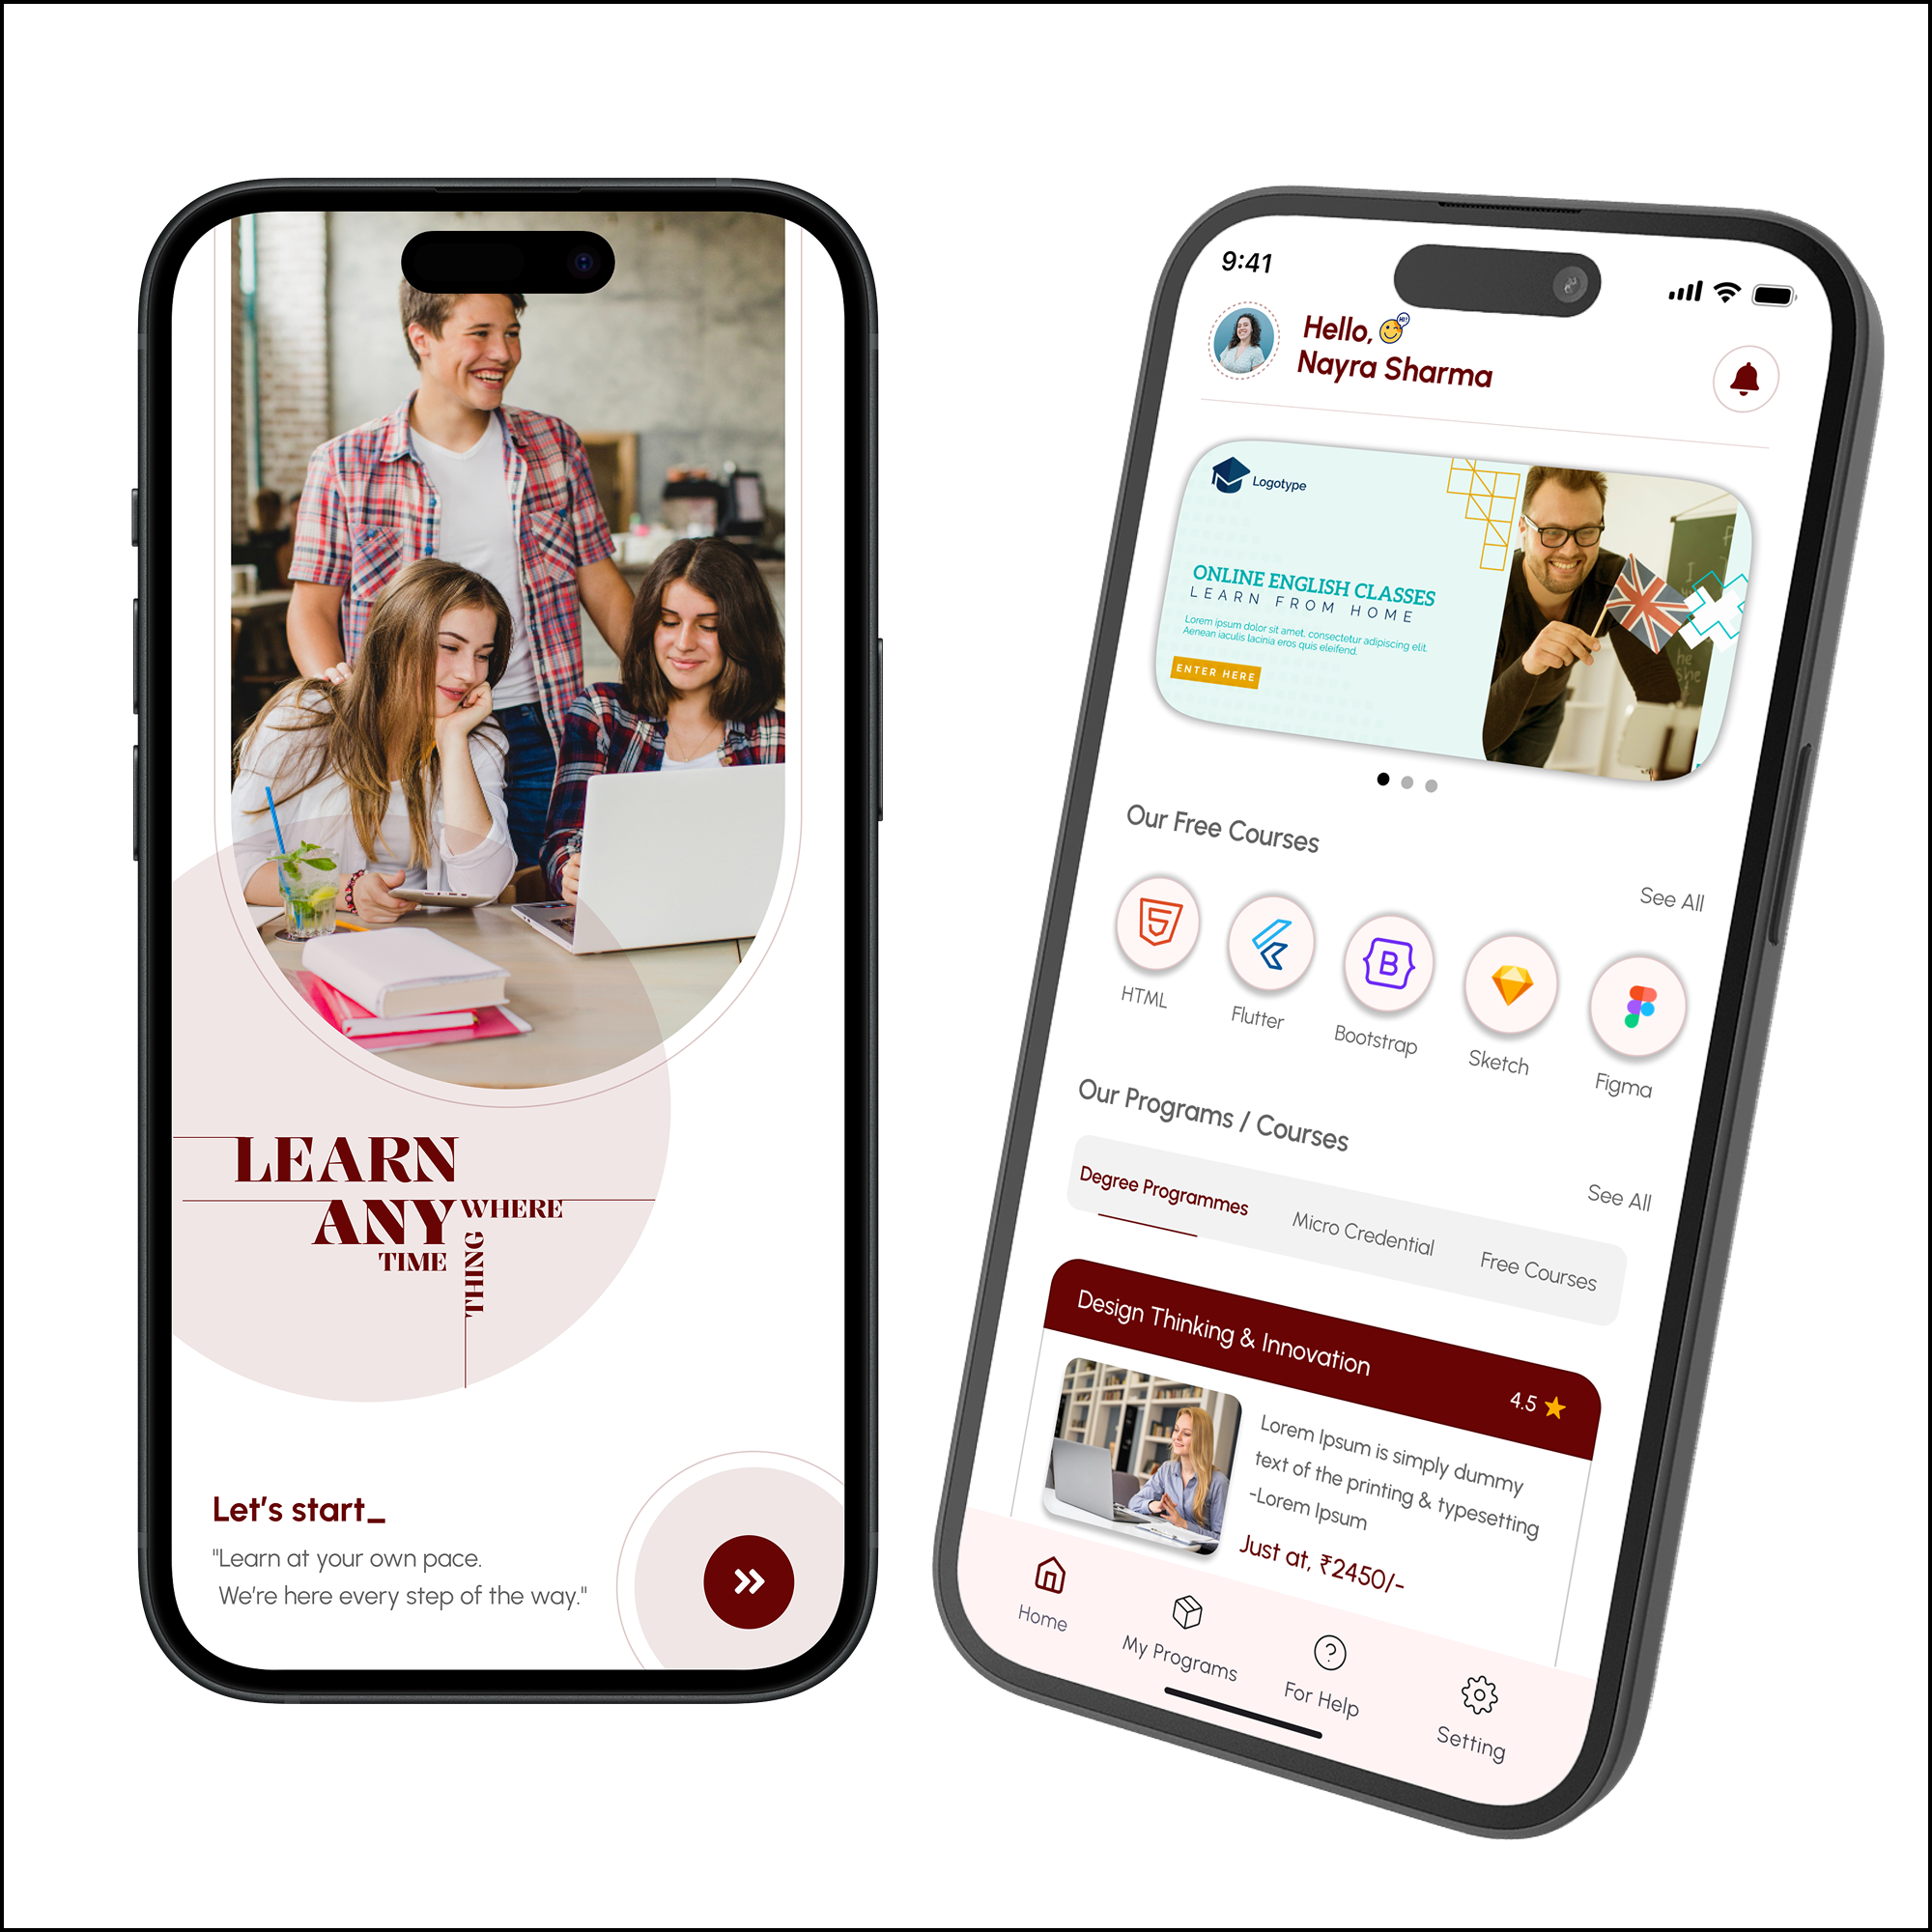 LEARN
ANYWHERE
TIME
THING
Let's start_
"Learn at your own pace.
We're here every step of the way."
9:41
Hello,
HI!
Nayra Sharma
Logotype
ONLINE ENGLISH CLASSES
LEARN FROM HOME
Lorem ipsum dolor sit amet, consectetur adipiscing elit.
Aenean iaculis lacinia eros quis eleifend.
ENTER HERE
he
she
Our Free Courses
See All
HTML
Flutter
Bootstrap
Sketch
Figma
Our Programs / Courses
See All
Degree Programmes
Micro Credential
Free Courses
Design Thinking & Innovation
4.5
Lorem Ipsum is simply dummy
text of the printing & typesetting
-Lorem Ipsum
Just at, ₹2450/-
Home
My Programs
For Help
Setting